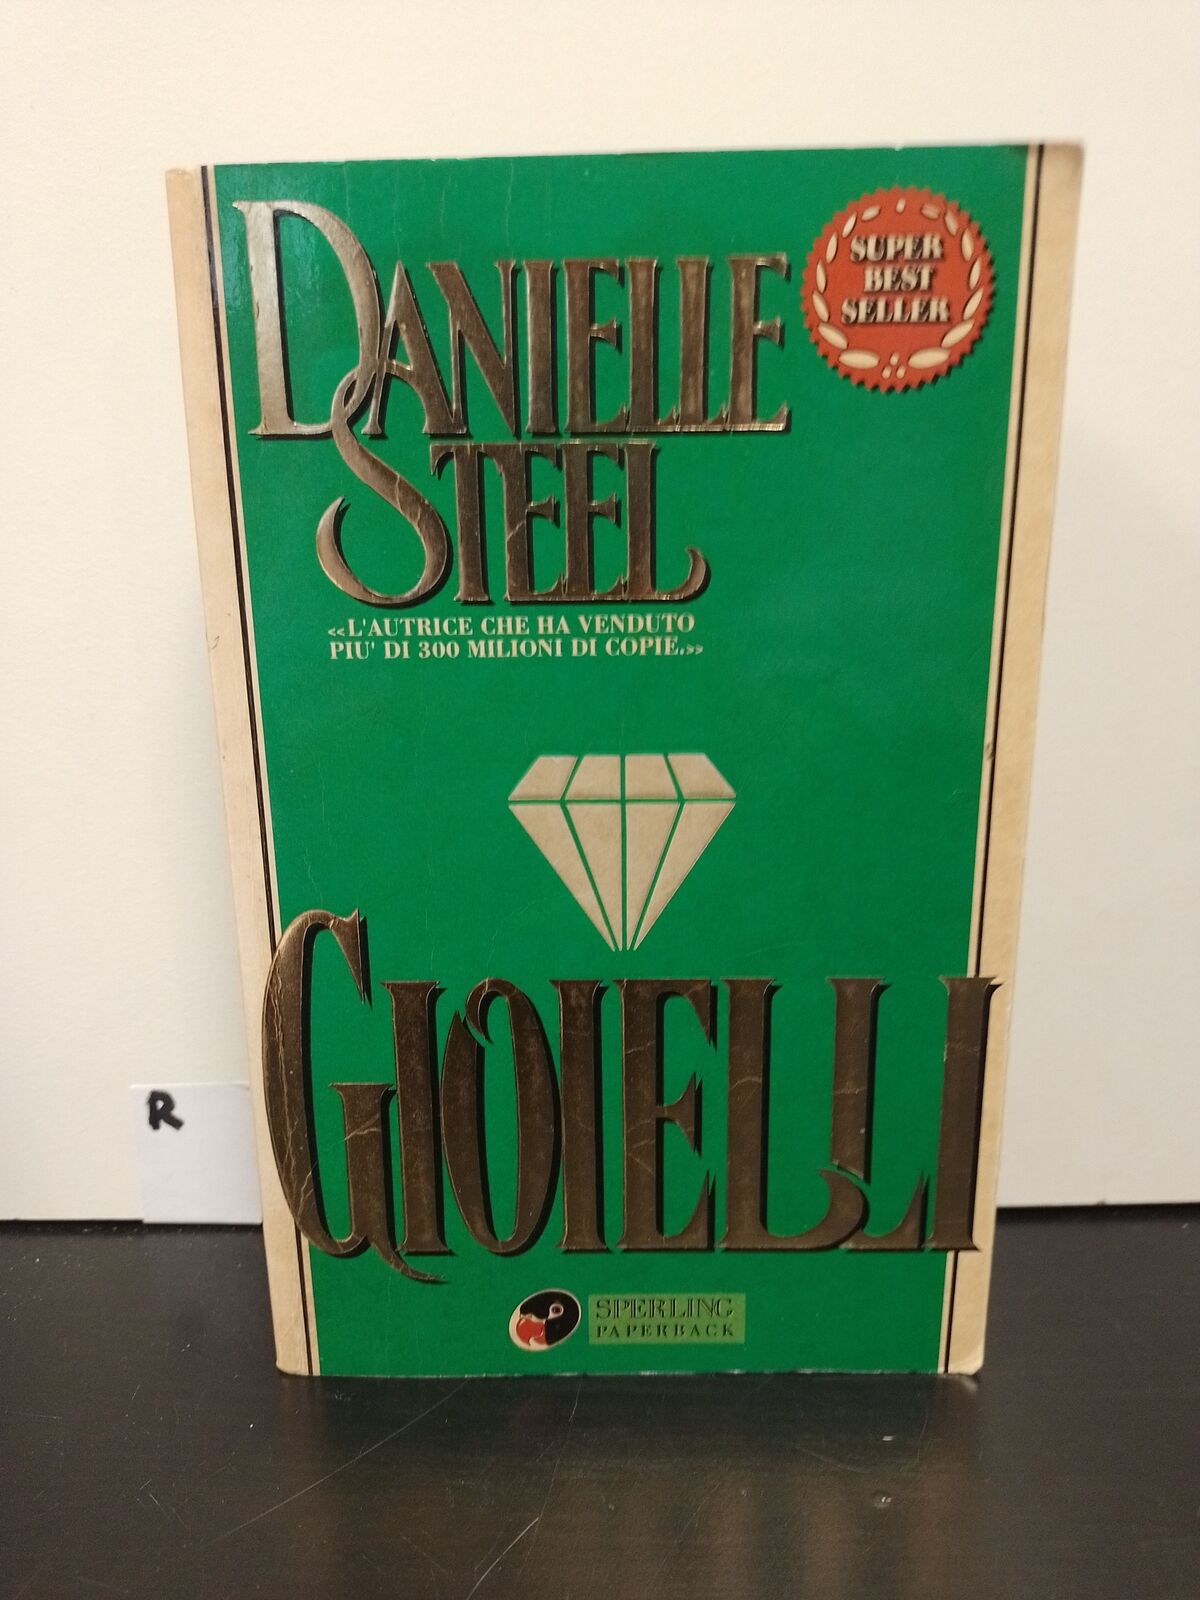 DANIELLE
STEEL
SUPER
BEST
SELLER
«L'AUTRICE CHE HA VENDUTO
PIU' DI 300 MILIONI DI COPIE.»
GIOIELLI
R
SPERLING
PAPERBACK